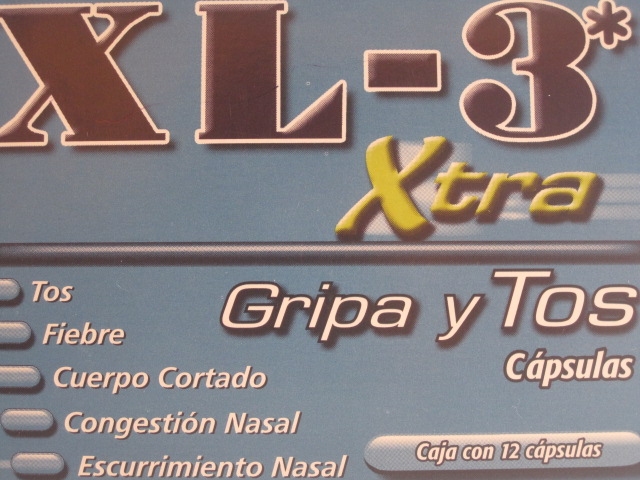 XL-3*
Xtra
Gripa y Tos
Cápsulas
Tos
Fiebre
Cuerpo Cortado
Congestión Nasal
Escurrimiento Nasal
Caja con 12 cápsulas